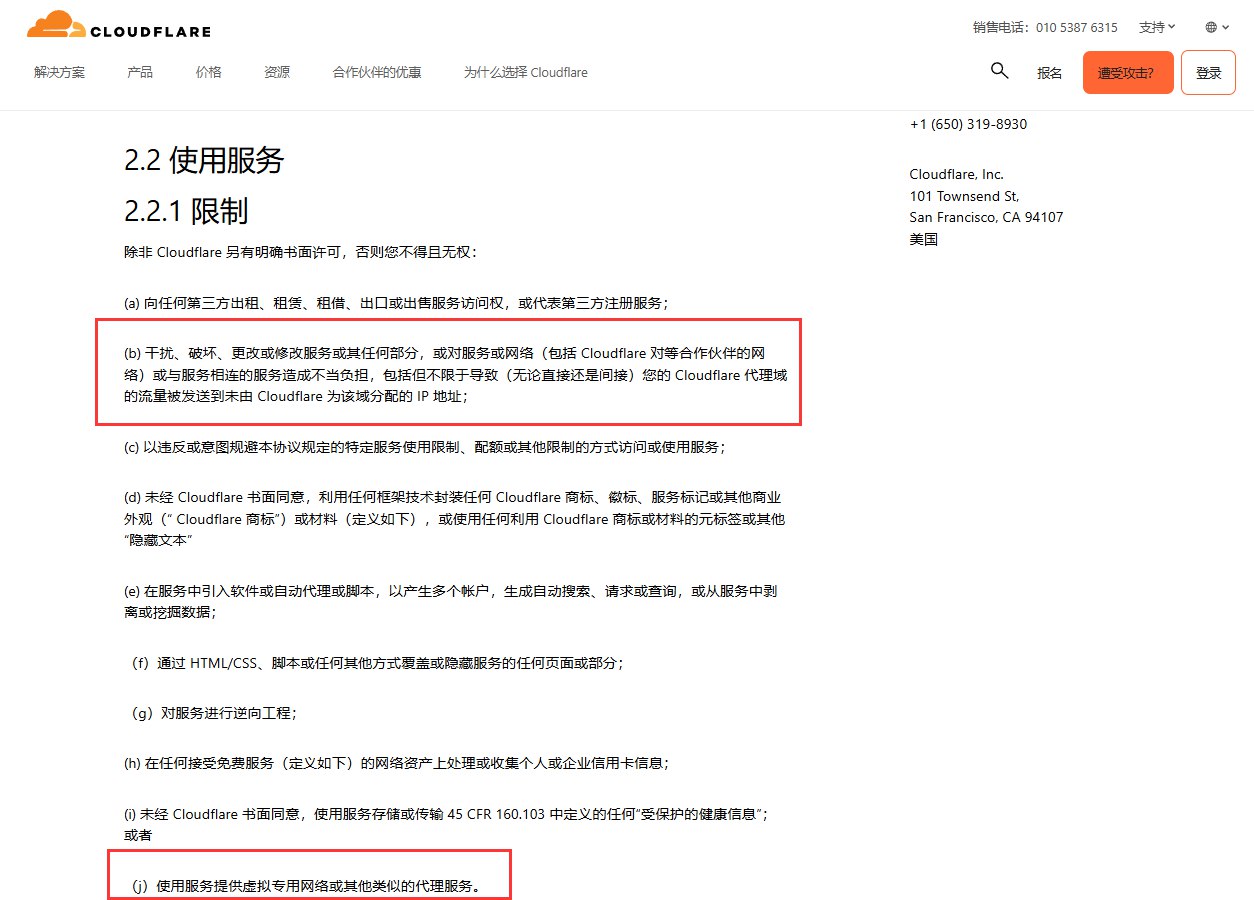 CLOUDFLARE
销售电话：010 5387 6315
支持
解决方案
产品
价格
资源
合作伙伴的优惠
为什么选择 Cloudflare
报名
遭受攻击?
登录
+1 (650) 319-8930
Cloudflare, Inc.
101 Townsend St,
San Francisco, CA 94107
美国
2.2 使用服务
2.2.1 限制
除非 Cloudflare 另有明确书面许可，否则您不得且无权：
(a) 向任何第三方出租、租赁、租借、出口或出售服务访问权，或代表第三方注册服务；
(b) 干扰、破坏、更改或修改服务或其任何部分，或对服务或网络（包括 Cloudflare 对等合作伙伴的网
络）或与服务相连的服务造成不当负担，包括但不限于导致（无论直接还是间接）您的 Cloudflare 代理域
的流量被发送到未由 Cloudflare 为该域分配的 IP 地址；
(c) 以违反或意图规避本协议规定的特定服务使用限制、配额或其他限制的方式访问或使用服务；
(d) 未经 Cloudflare 书面同意，利用任何框架技术封装任何 Cloudflare 商标、徽标、服务标记或其他商业
外观（“ Cloudflare 商标”）或材料（定义如下），或使用任何利用 Cloudflare 商标或材料的元标签或其他
“隐藏文本”
(e) 在服务中引入软件或自动代理或脚本，以产生多个帐户，生成自动搜索、请求或查询，或从服务中剥
离或挖掘数据；
（f）通过 HTML/CSS、脚本或任何其他方式覆盖或隐藏服务的任何页面或部分；
（g）对服务进行逆向工程；
(h) 在任何接受免费服务（定义如下）的网络资产上处理或收集个人或企业信用卡信息；
(i) 未经 Cloudflare 书面同意，使用服务存储或传输 45 CFR 160.103 中定义的任何“受保护的健康信息”；
或者
（j）使用服务提供虚拟专用网络或其他类似的代理服务。